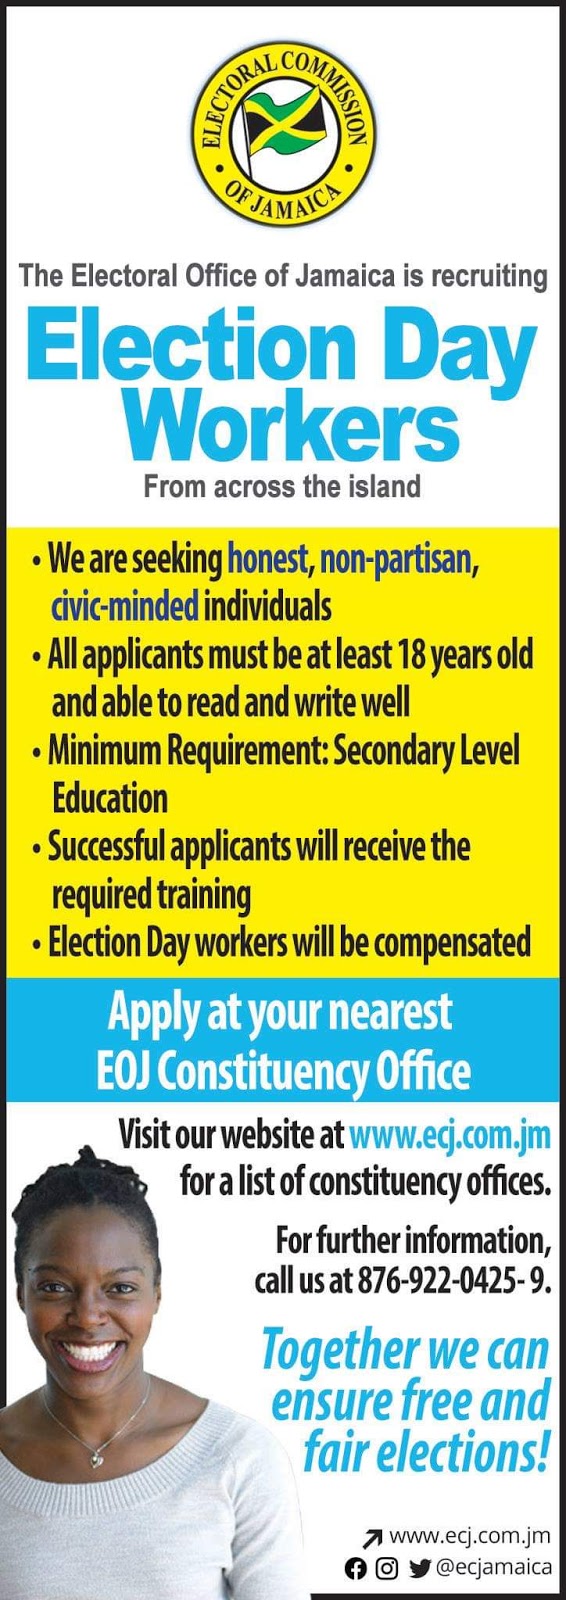 ELECTORAL COMMISSION
• OF JAMAICA •
The Electoral Office of Jamaica is recruiting
Election Day
Workers
From across the island
• We are seeking honest, non-partisan,
civic-minded individuals
• All applicants must be at least 18 years old
and able to read and write well
• Minimum Requirement: Secondary Level
Education
• Successful applicants will receive the
required training
• Election Day workers will be compensated
Apply at your nearest
EOJ Constituency Office
Visit our website at www.ecj.com.jm
for a list of constituency offices.
For further information,
call us at 876-922-0425- 9.
Together we can
ensure free and
fair elections!
www.ecj.com.jm
@ecjamaica